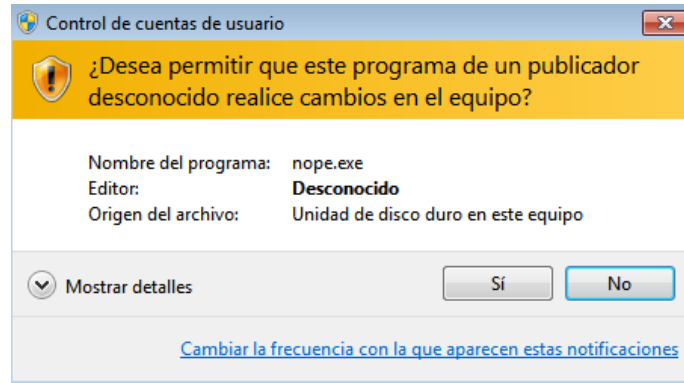 Control de cuentas de usuario
¿Desea permitir que este programa de un publicador
desconocido realice cambios en el equipo?
Nombre del programa: nope.exe
Editor: Desconocido
Origen del archivo: Unidad de disco duro en este equipo
Mostrar detalles Sí No
Cambiar la frecuencia con la que aparecen estas notificaciones